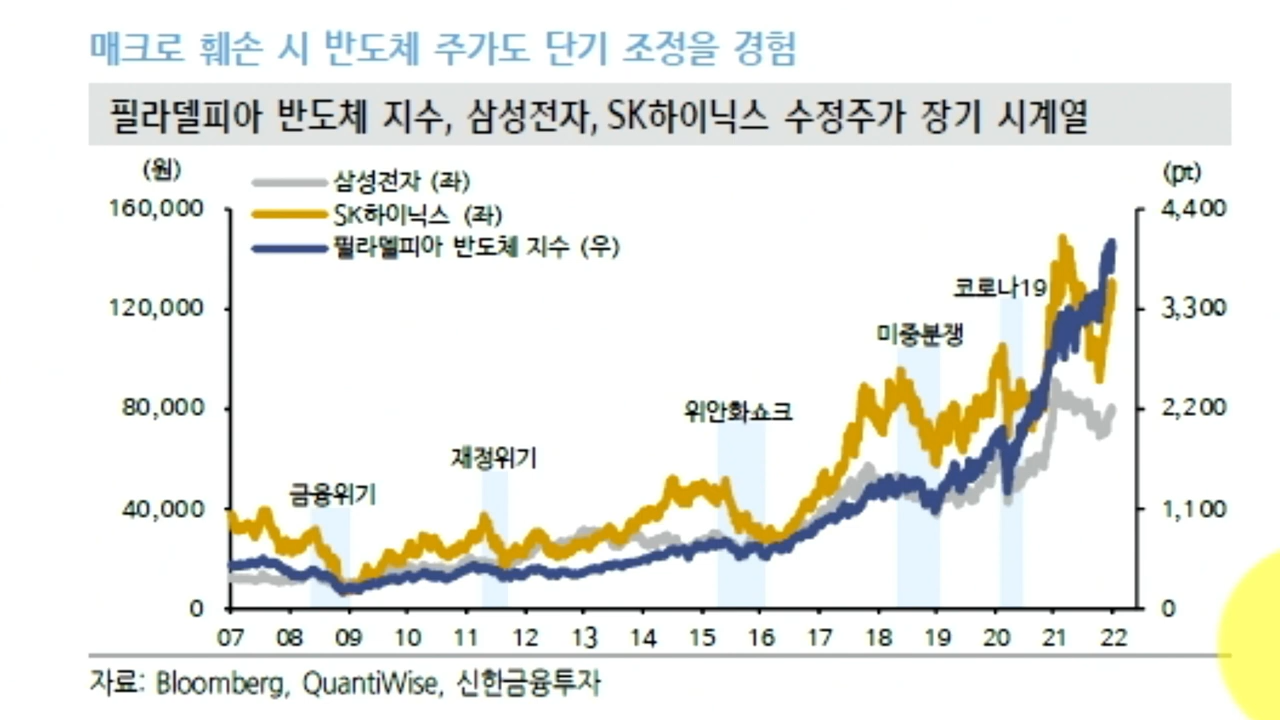 매크로 훼손 시 반도체 주가도 단기 조정을 경험
필라델피아 반도체 지수, 삼성전자, SK하이닉스 수정주가 장기 시계열
(원)
(pt)
삼성전자 (좌)
SK하이닉스 (좌)
필라델피아 반도체 지수 (우)
160,000
120,000
80,000
40,000
0
4,400
3,300
2,200
1,100
0
금융위기
재정위기
위안화쇼크
미중분쟁
코로나19
07 08 09 10 11 12 13 14 15 16 17 18 19 20 21 22
자료: Bloomberg, QuantiWise, 신한금융투자